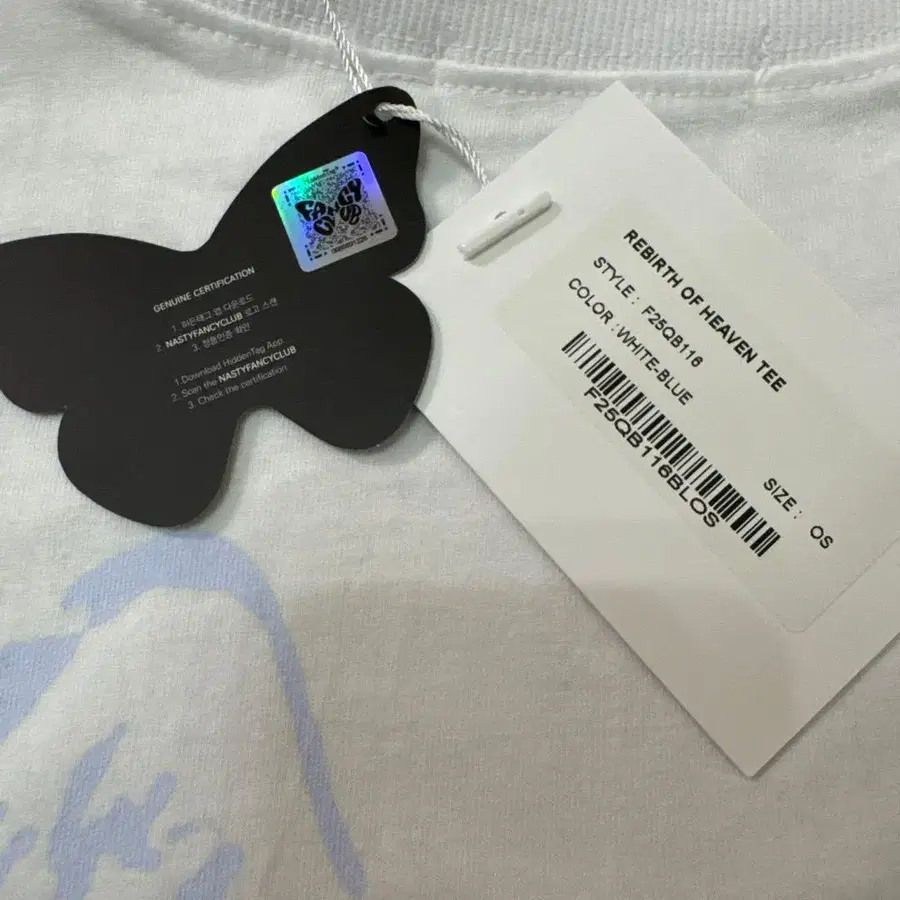 FANCY
CLUB
GENUINE CERTIFICATION
1. 히든태그 앱 다운로드
2. NASTYFANCYCLUB 로고 스캔
3. 정품인증 확인
1.Download HiddenTag App
2. Scan the NASTYFANCYCLUB
3. Check the certification
REBIRTH OF HEAVEN TEE
STYLE : F25QB116
COLOR : WHITE-BLUE
F25QB116BLOS
SIZE : OS